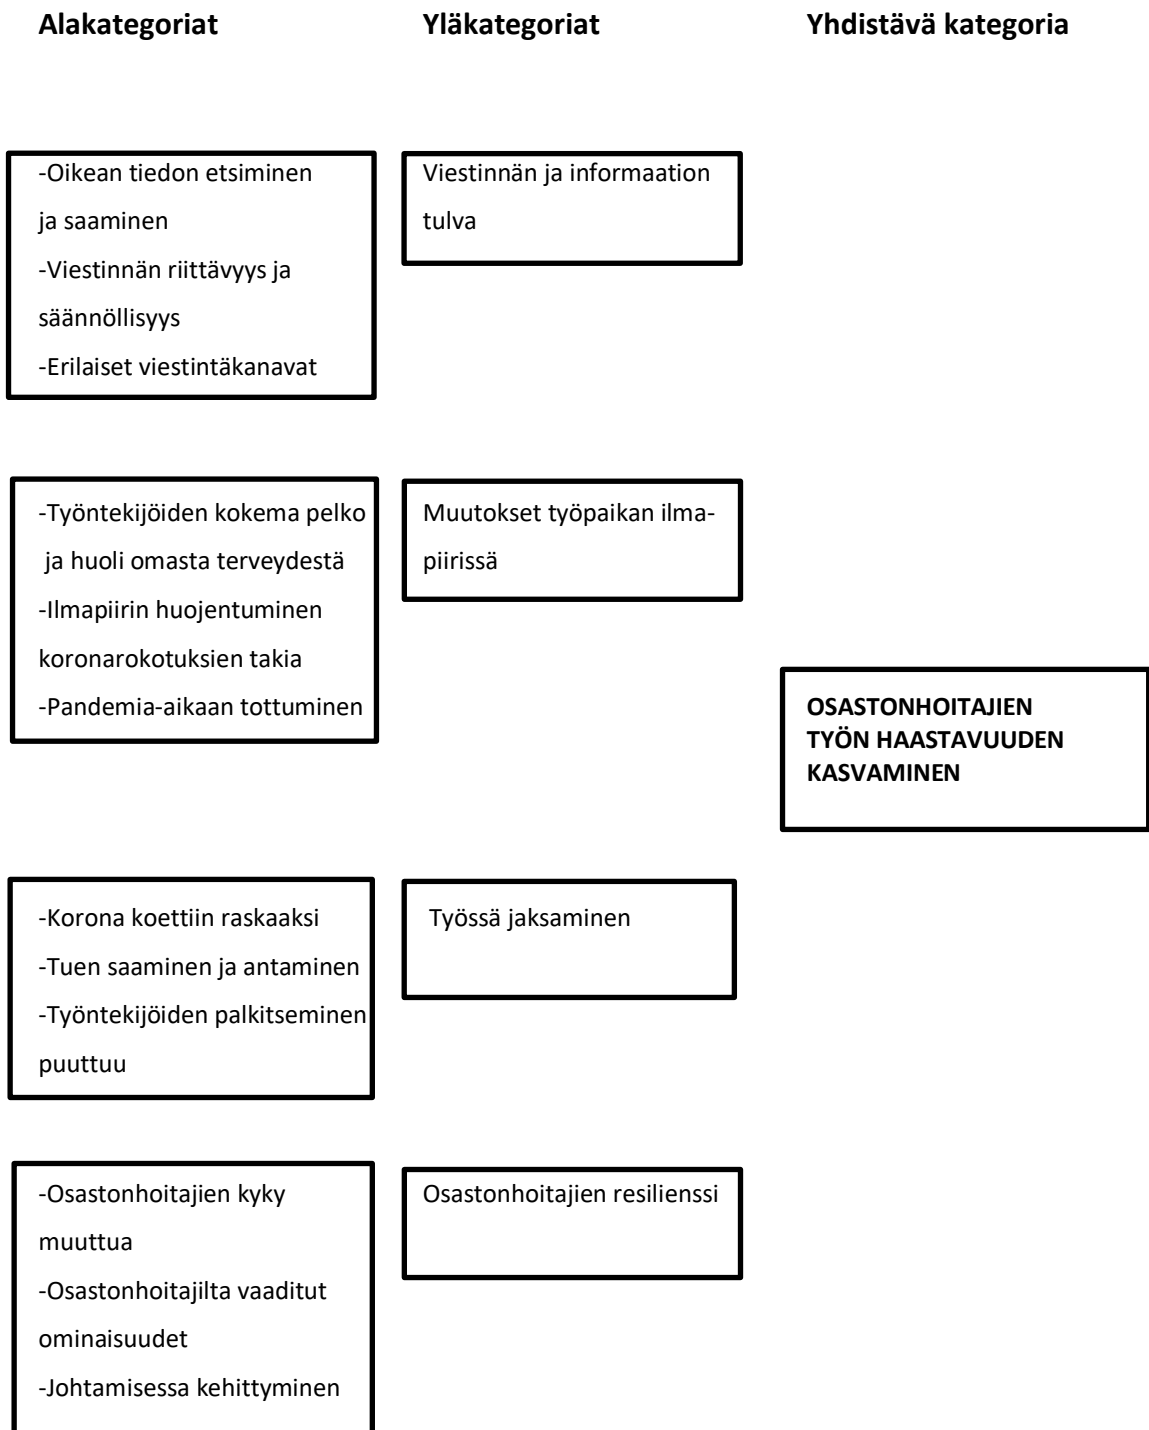 Alakategoriat
Yläkategoriat
Yhdistävä kategoria
-Oikean tiedon etsiminen
ja saaminen
-Viestinnän riittävyys ja
säännöllisyys
-Erilaiset viestintäkanavat
Viestinnän ja informaation
tulva
-Työntekijöiden kokema pelko
ja huoli omasta terveydestä
-Ilmapiirin huojentuminen
koronarokotuksien takia
-Pandemia-aikaan tottuminen
Muutokset työpaikan ilma-
piirissä
OSASTONHOITAJIEN
TYÖN HAASTAVUUDEN
KASVAMINEN
-Korona koettiin raskaaksi
-Tuen saaminen ja antaminen
-Työntekijöiden palkitseminen
puuttuu
Työssä jaksaminen
-Osastonhoitajien kyky
muuttua
-Osastonhoitajilta vaaditut
ominaisuudet
-Johtamisessa kehittyminen
Osastonhoitajien resilienssi